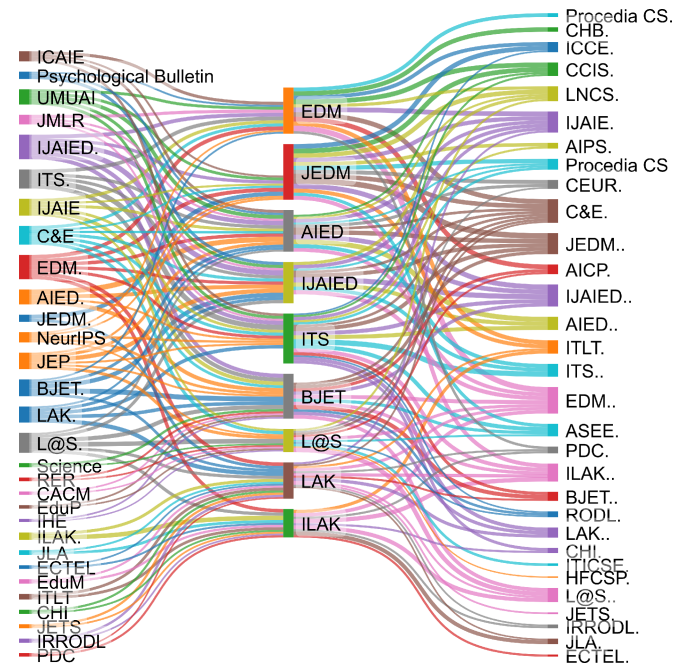 ICAIE
Psychological Bulletin
UMUAI
JMLR
IJAIED.
ITS.
IJAIE
C&E
EDM.
AIED.
JEDM.
NeurIPS
JEP
BJET.
LAK.
L@S.
Science
RER
CACM
EduP
IHE
ILAK.
JLA
ECTEL
EduM
ITLT
CHI
JETS
IRRODL
PDC
EDM
JEDM
AIED
IJAIED
ITS
BJET
L@S
LAK
ILAK
Procedia CS.
CHB.
ICCE.
CCIS.
LNCS.
IJAIE.
AIPS.
Procedia CS
CEUR.
C&E.
JEDM..
AICP.
IJAIED..
AIED..
ITLT.
ITS..
EDM..
ASEE.
PDC.
ILAK..
BJET..
RODL.
LAK..
CHI.
ITICSE.
HFCSP.
L@S..
JETS.
IRRODL.
JLA.
ECTEL.